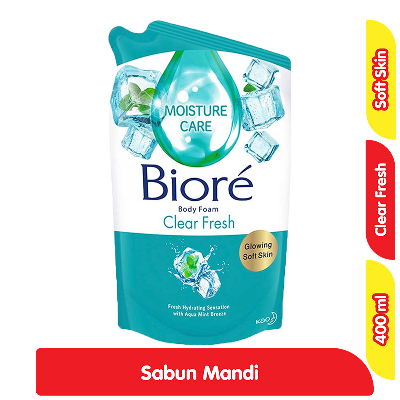 MOISTURE
CARE
Bioré
Body Foam
Clear Fresh
Glowing
Soft Skin
Fresh Hydrating Sensation
with Aqua Mint Breeze
Kao
Soft Skin
Clear Fresh
400 ml
Sabun Mandi